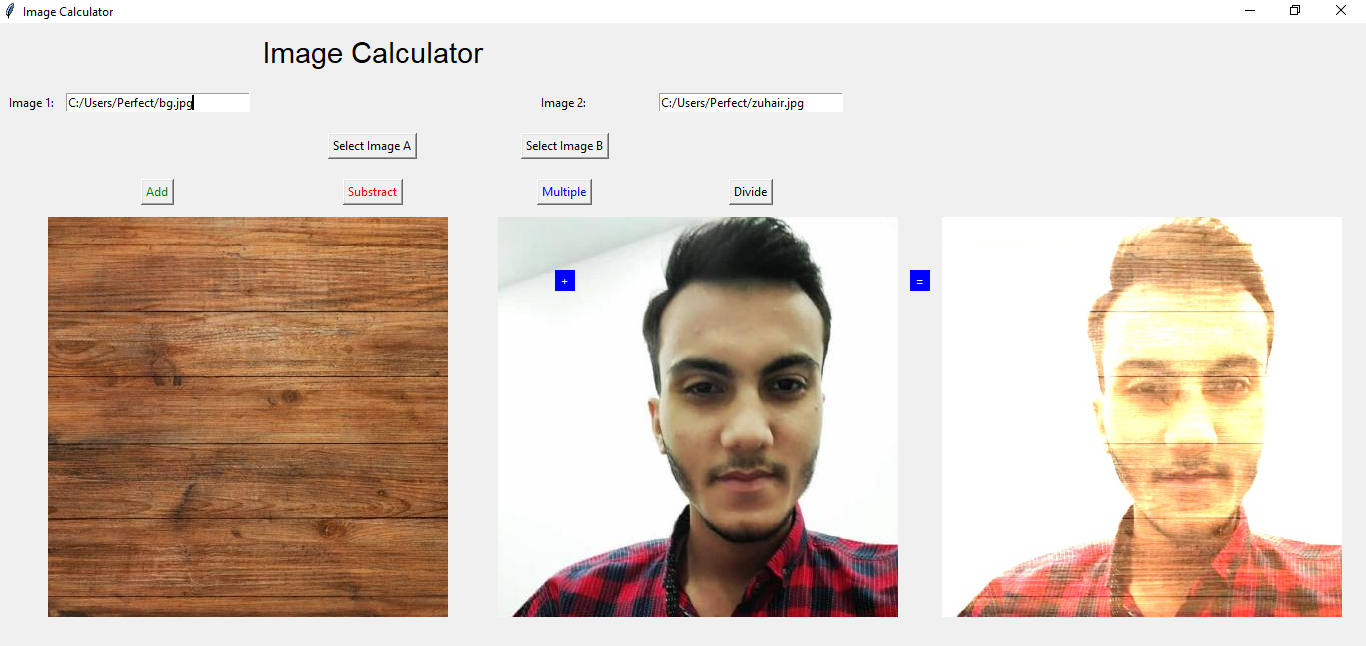 Image Calculator
Image Calculator
Image 1: C:/Users/Perfect/bg.jpg Image 2: C:/Users/Perfect/zuhair.jpg
Select Image A Select Image B
Add Substract Multiple Divide
+ =